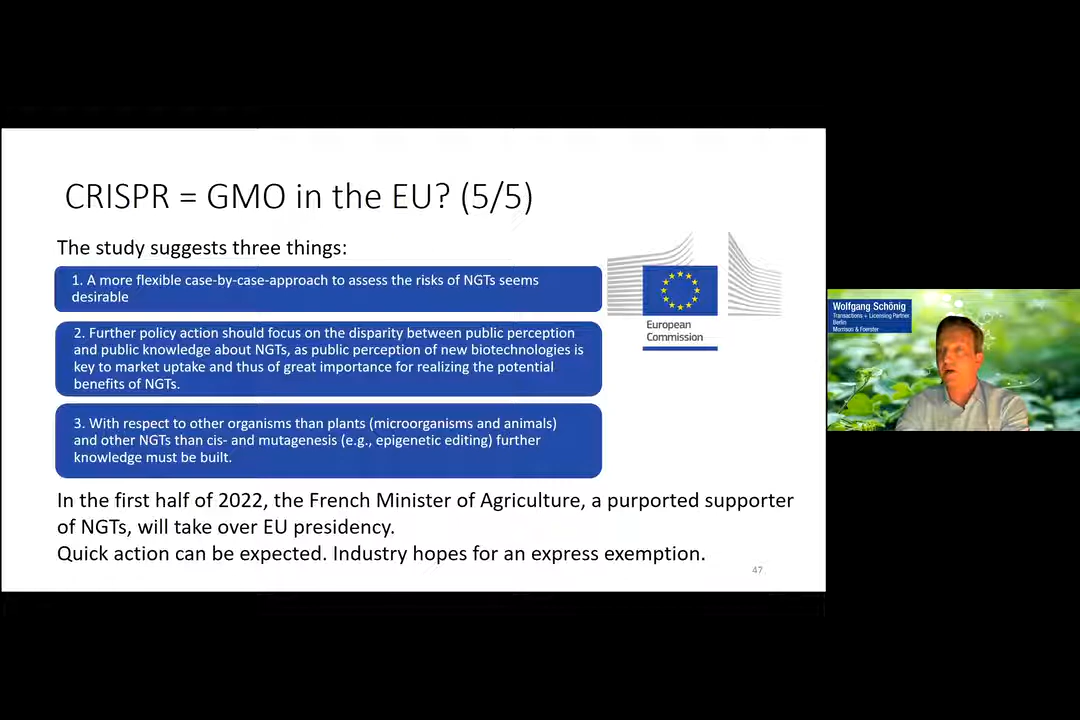 CRISPR = GMO in the EU? (5/5)
The study suggests three things:
1. A more flexible case-by-case-approach to assess the risks of NGTs seems
desirable
2. Further policy action should focus on the disparity between public perception
and public knowledge about NGTs, as public perception of new biotechnologies is
key to market uptake and thus of great importance for realizing the potential
benefits of NGTs.
3. With respect to other organisms than plants (microorganisms and animals)
and other NGTs than cis- and mutagenesis (e.g., epigenetic editing) further
knowledge must be built.
European
Commission
In the first half of 2022, the French Minister of Agriculture, a purported supporter
of NGTs, will take over EU presidency.
Quick action can be expected. Industry hopes for an express exemption.
47
Wolfgang Schönig
Transactions + Licensing Partner
Berlin
Morrison & Foerster